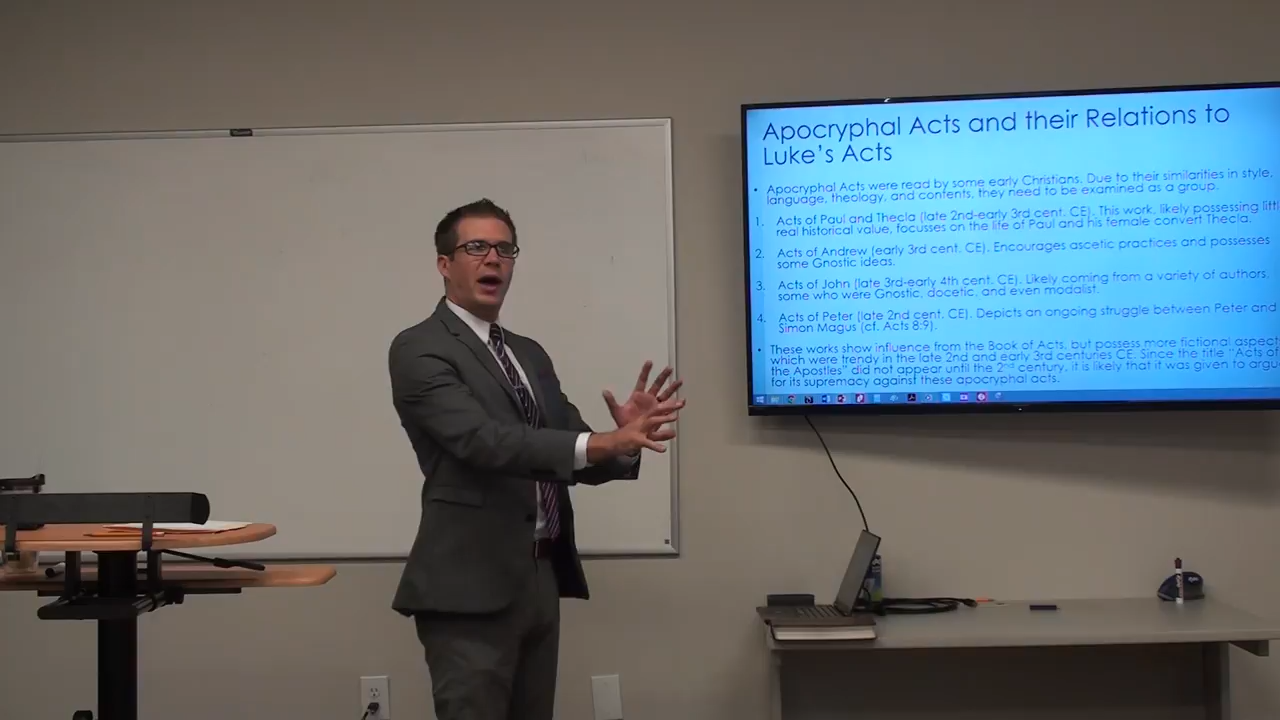 Apocryphal Acts and their Relations to
Luke's Acts
• Apocryphal Acts were read by some early Christians. Due to their similarities in style,
language, theology, and contents, they need to be examined as a group.
1. Acts of Paul and Thecla (late 2nd-early 3rd cent. CE). This work, likely possessing litt
real historical value, focusses on the life of Paul and his female convert Thecla.
2. Acts of Andrew (early 3rd cent. CE). Encourages ascetic practices and possesses
some Gnostic ideas.
3. Acts of John (late 3rd-early 4th cent. CE). Likely coming from a variety of authors,
some who were Gnostic, docetic, and even modalist.
4. Acts of Peter (late 2nd cent. CE). Depicts an ongoing struggle between Peter and
Simon Magus (cf. Acts 8:9).
• These works show influence from the Book of Acts, but possess more fictional aspect
which were trendy in the late 2nd and early 3rd centuries CE. Since the title "Acts of
the Apostles" did not appear until the 2nd century, it is likely that it was given to argu
for its supremacy against these apocryphal acts.